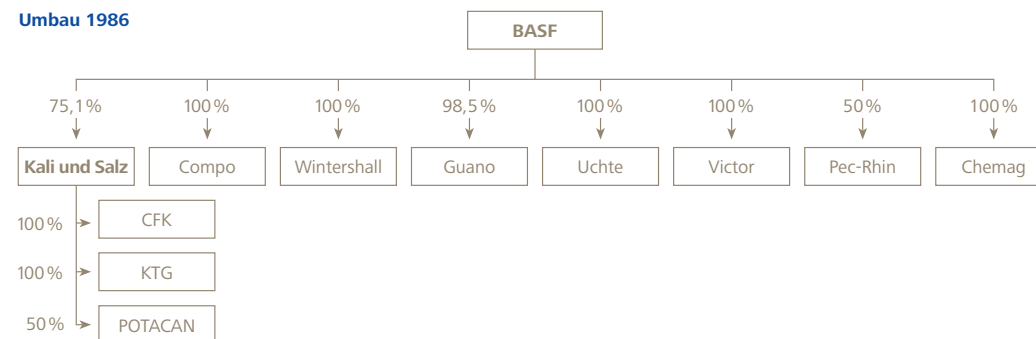 Umbau 1986
BASF
75,1 % 100 % 100 % 98,5 % 100 % 100 % 50 % 100 %
Kali und Salz Compo Wintershall Guano Uchte Victor Pec-Rhin Chemag
100 % CFK
100 % KTG
50 % POTACAN